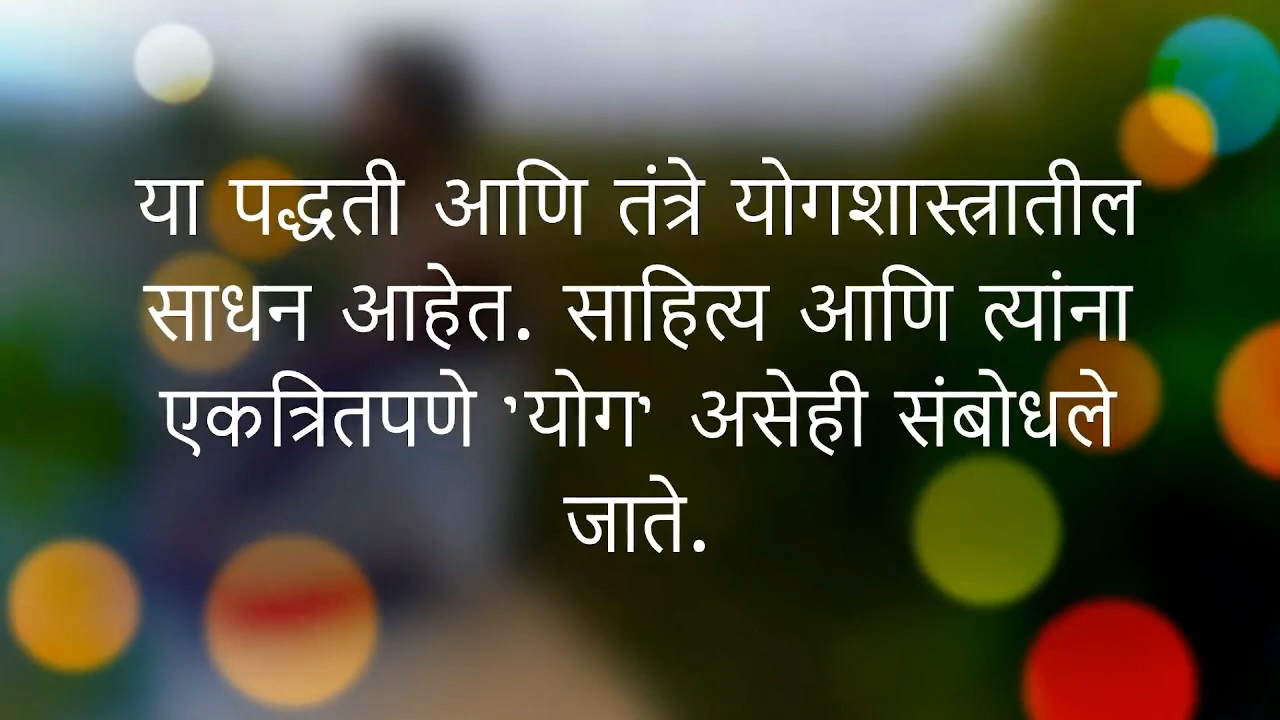 या पद्धती आणि तंत्रे योगशास्त्रातील
साधन आहेत. साहित्य आणि त्यांना
एकत्रितपणे 'योग' असेही संबोधले
जाते.